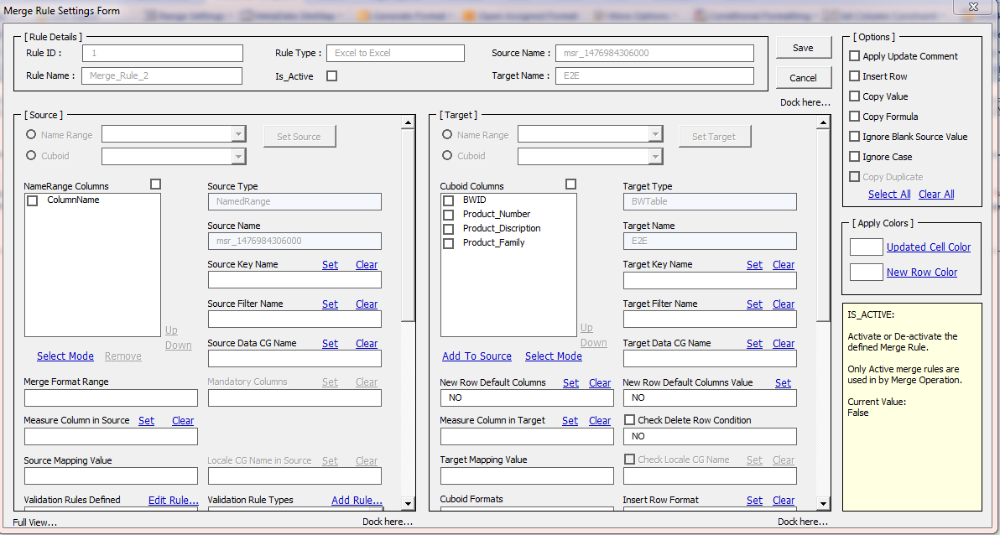 Merge Rule Settings Form
[ Rule Details ]
Rule ID : 1 Rule Type : Excel to Excel Source Name : msr_1476984306000
Rule Name : Merge_Rule_2 Is_Active Target Name : E2E
Save
Cancel
Dock here...
[ Options ]
Apply Update Comment
Insert Row
Copy Value
Copy Formula
Ignore Blank Source Value
Ignore Case
Copy Duplicate
Select All Clear All
[ Source ]
Name Range Set Source
Cuboid
NameRange Columns
ColumnName
Up
Down
Select Mode Remove
Source Type
NamedRange
Source Name
msr_1476984306000
Source Key Name Set Clear
Source Filter Name Set Clear
Source Data CG Name Set Clear
Merge Format Range Mandatory Columns Set Clear
Measure Column in Source Set Clear
Source Mapping Value Locale CG Name in Source Set Clear
Validation Rules Defined Edit Rule... Validation Rule Types Add Rule...
[ Target ]
Name Range Set Target
Cuboid
Cuboid Columns
BWID
Product_Number
Product_Discription
Product_Family
Up
Down
Add To Source Select Mode
Target Type
BWTable
Target Name
E2E
Target Key Name Set Clear
Target Filter Name Set Clear
Target Data CG Name Set Clear
New Row Default Columns Set Clear New Row Default Columns Value Set
NO NO
Measure Column in Target Set Clear Check Delete Row Condition
NO
Target Mapping Value Check Locale CG Name Set Clear
Cuboid Formats Insert Row Format Set Clear
[ Apply Colors ]
Updated Cell Color
New Row Color
IS_ACTIVE:
Activate or De-activate the
defined Merge Rule.
Only Active merge rules are
used in by Merge Operation.
Current Value:
False
Full View... Dock here... Dock here...